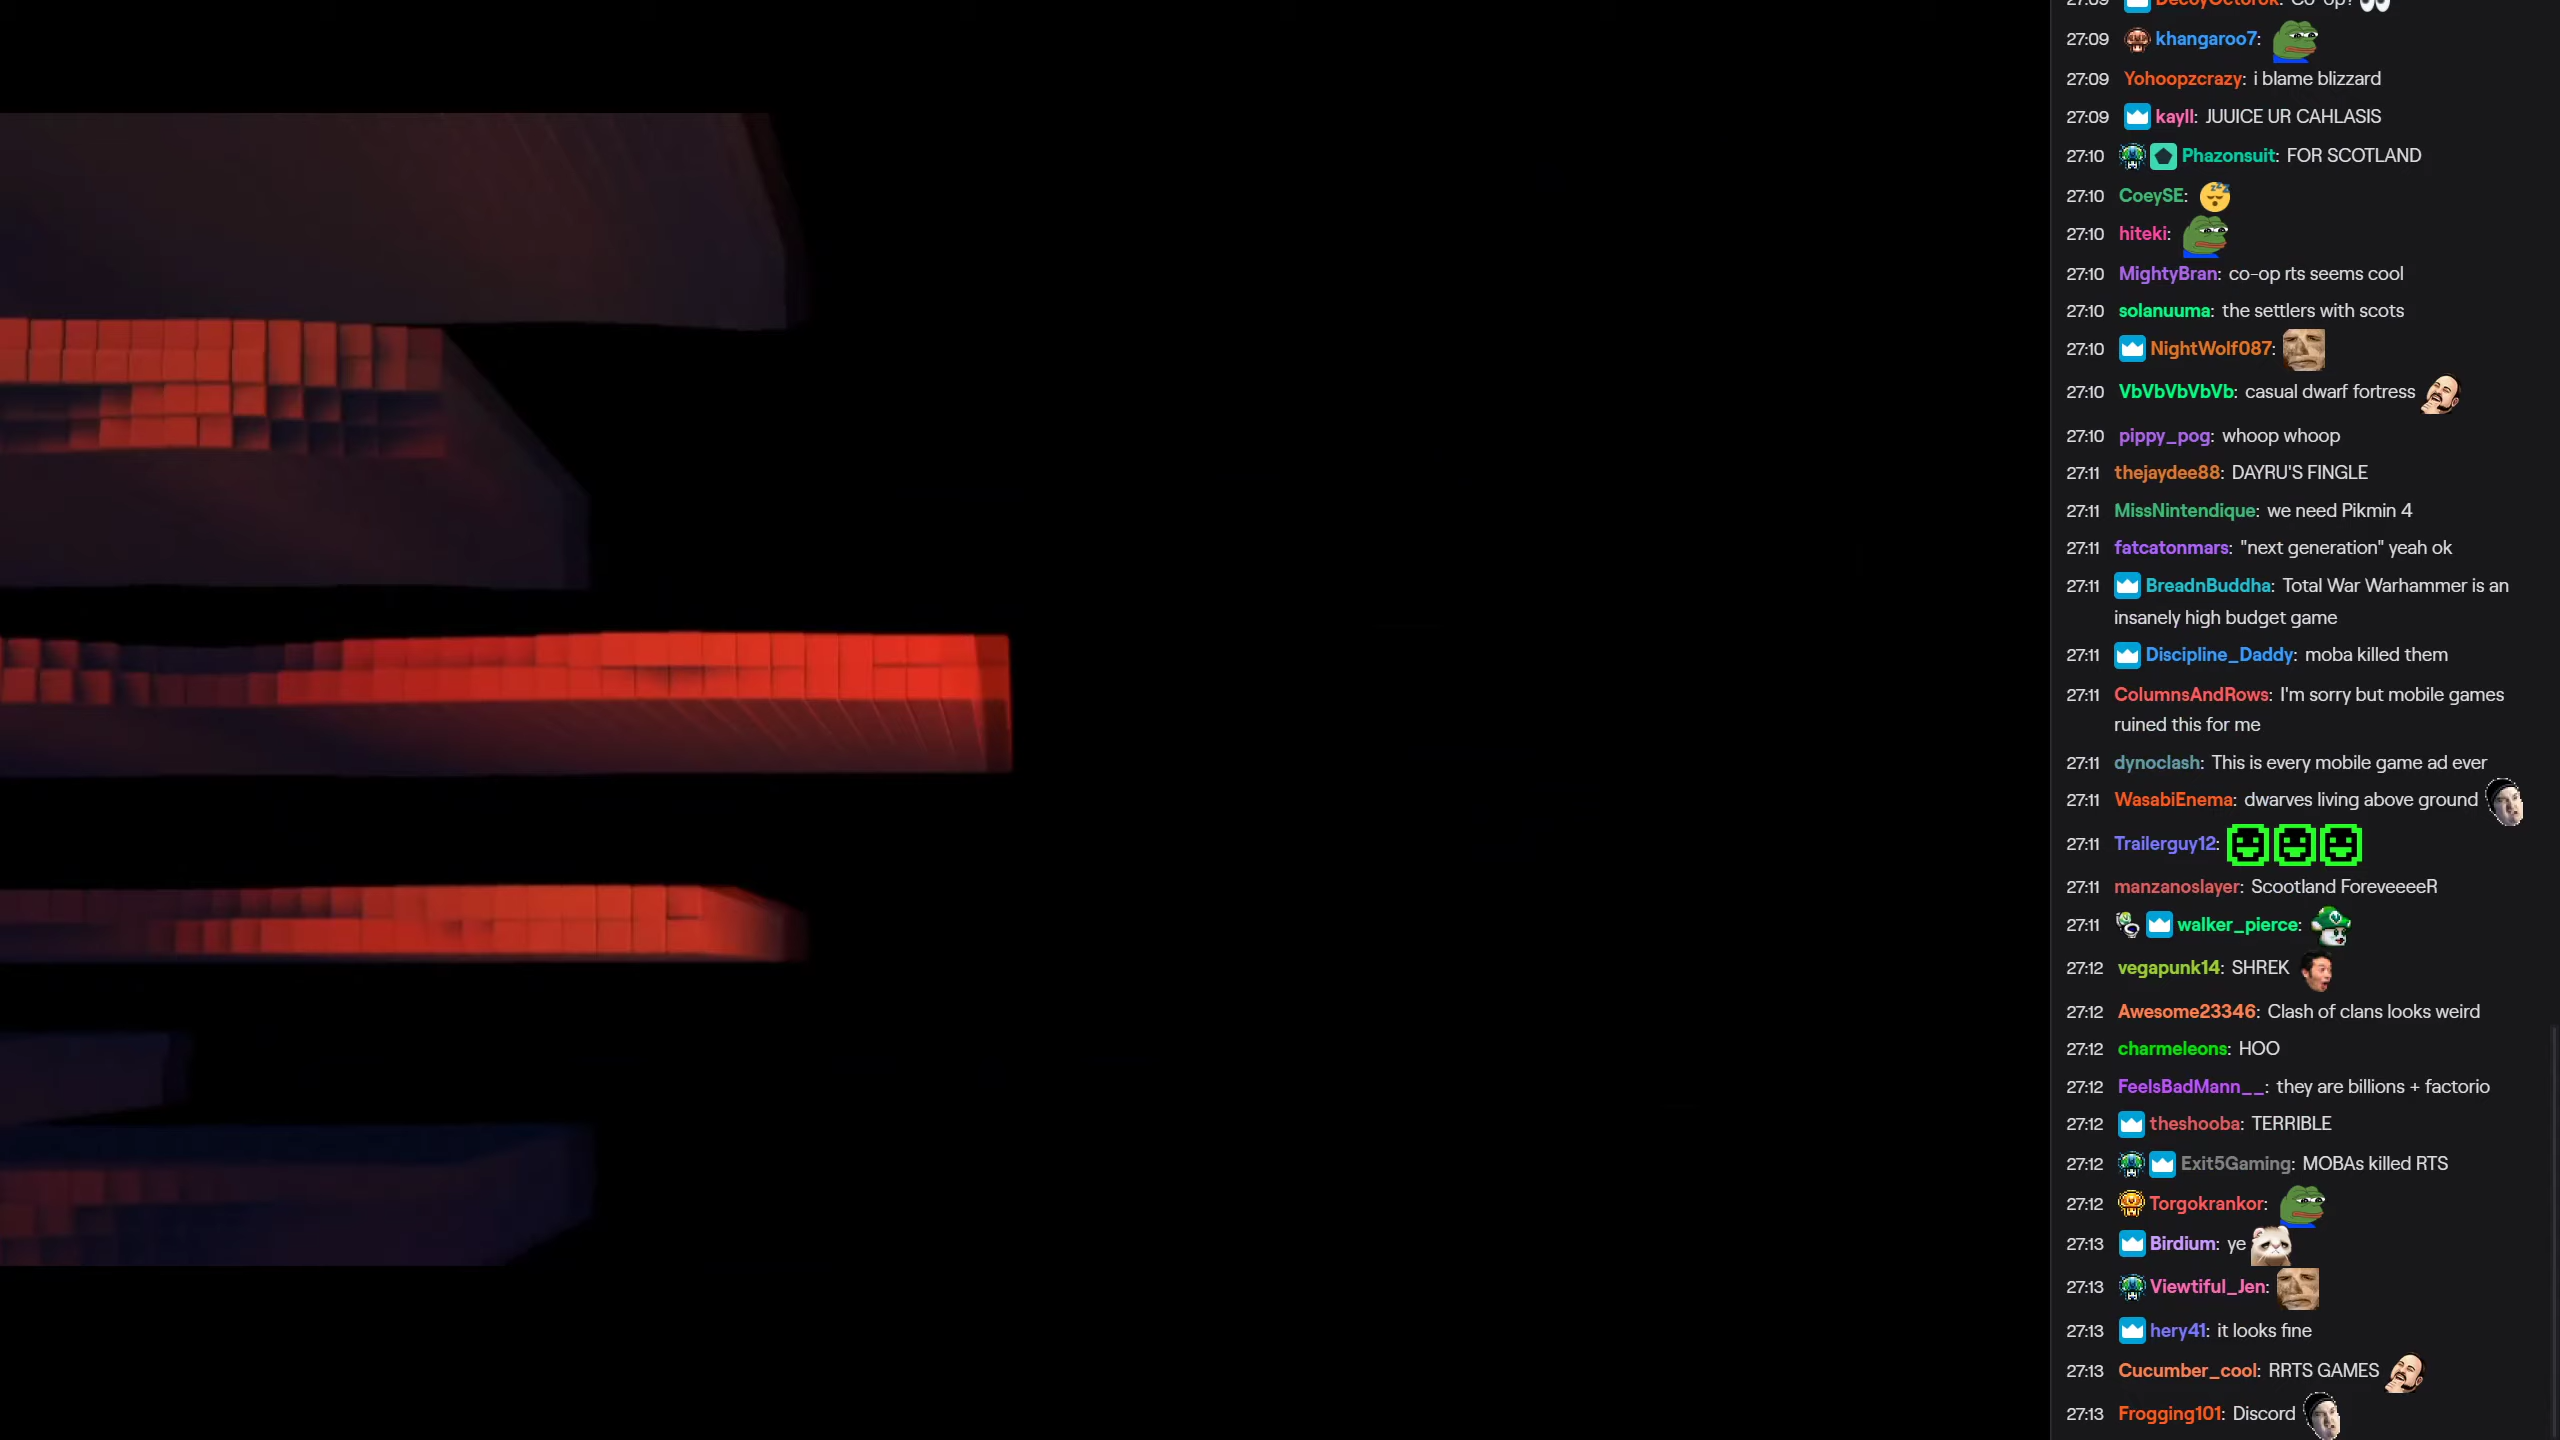 27:09 DecoyOctorok: Co-op?
27:09 khangaroo7:
27:09 Yohoopzcrazy: i blame blizzard
27:09 kayll: JUUICE UR CAHLASIS
27:10 Phazonsuit: FOR SCOTLAND
27:10 CoeySE:
27:10 hiteki:
27:10 MightyBran: co-op rts seems cool
27:10 solanuuma: the settlers with scots
27:10 NightWolf087:
27:10 VbVbVbVbVb: casual dwarf fortress
27:10 pippy_pog: whoop whoop
27:11 thejaydee88: DAYRU'S FINGLE
27:11 MissNintendique: we need Pikmin 4
27:11 fatcatonmars: "next generation" yeah ok
27:11 BreadnBuddha: Total War Warhammer is an
insanely high budget game
27:11 Discipline_Daddy: moba killed them
27:11 ColumnsAndRows: I'm sorry but mobile games
ruined this for me
27:11 dynoclash: This is every mobile game ad ever
27:11 WasabiEnema: dwarves living above ground
27:11 Trailerguy12:
27:11 manzanoslayer: Scootland ForeveeeeR
27:11 walker_pierce:
27:12 vegapunk14: SHREK
27:12 Awesome23346: Clash of clans looks weird
27:12 charmeleons: HOO
27:12 FeelsBadMann__: they are billions + factorio
27:12 theshooba: TERRIBLE
27:12 Exit5Gaming: MOBAs killed RTS
27:12 Torgokrankor:
27:13 Birdium: ye
27:13 Viewtiful_Jen:
27:13 hery41: it looks fine
27:13 Cucumber_cool: RRTS GAMES
27:13 Frogging101: Discord